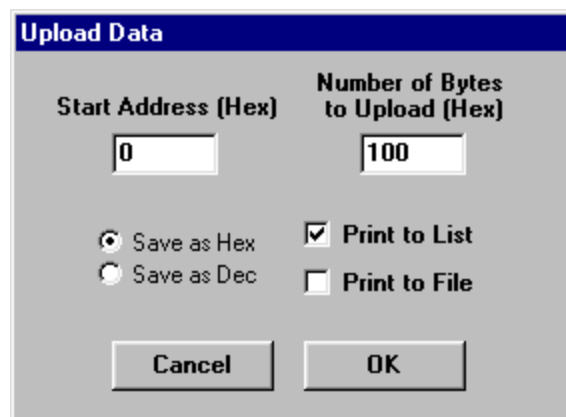 Upload Data
Start Address (Hex)
Number of Bytes
to Upload (Hex)
0
100
Save as Hex
Save as Dec
Print to List
Print to File
Cancel
OK